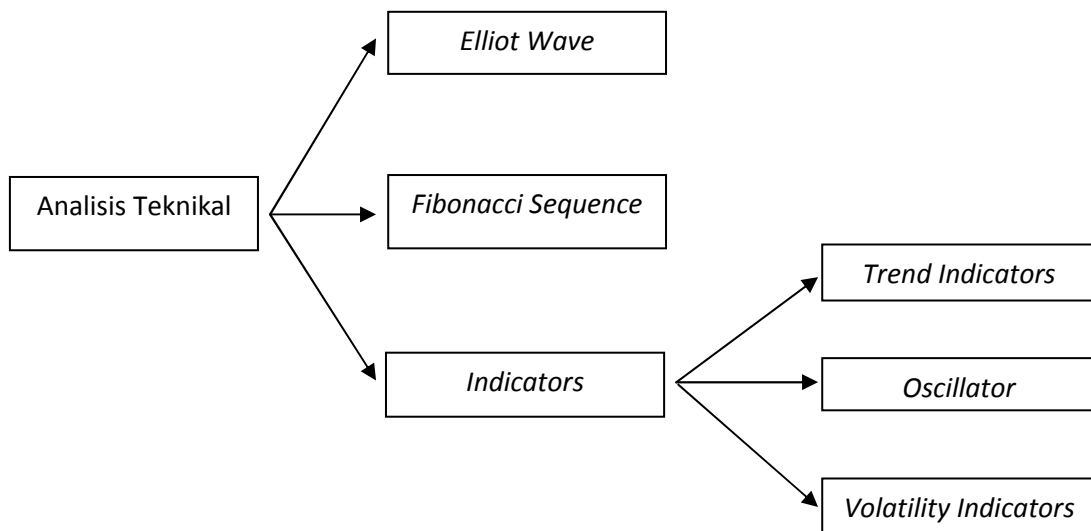 Elliot Wave
Analisis Teknikal
Fibonacci Sequence
Indicators
Trend Indicators
Oscillator
Volatility Indicators